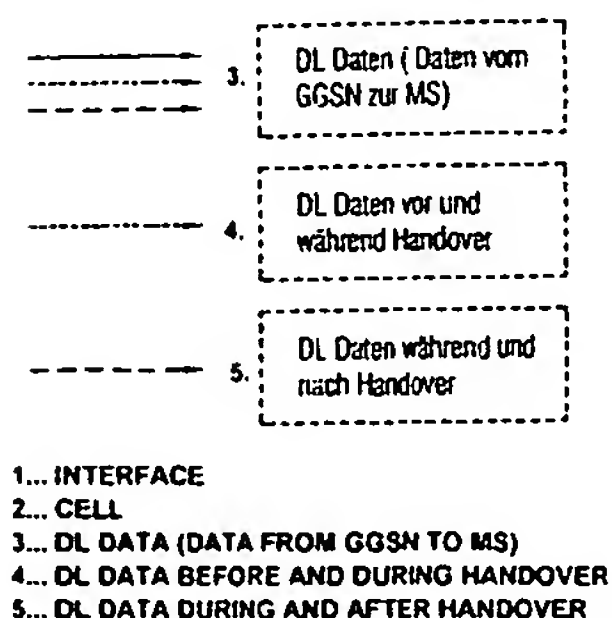 3. DL Daten ( Daten vom
GGSN zur MS)
4. DL Daten vor und
während Handover
5. DL Daten während und
nach Handover
1... INTERFACE
2... CELL
3... DL DATA (DATA FROM GGSN TO MS)
4... DL DATA BEFORE AND DURING HANDOVER
5... DL DATA DURING AND AFTER HANDOVER